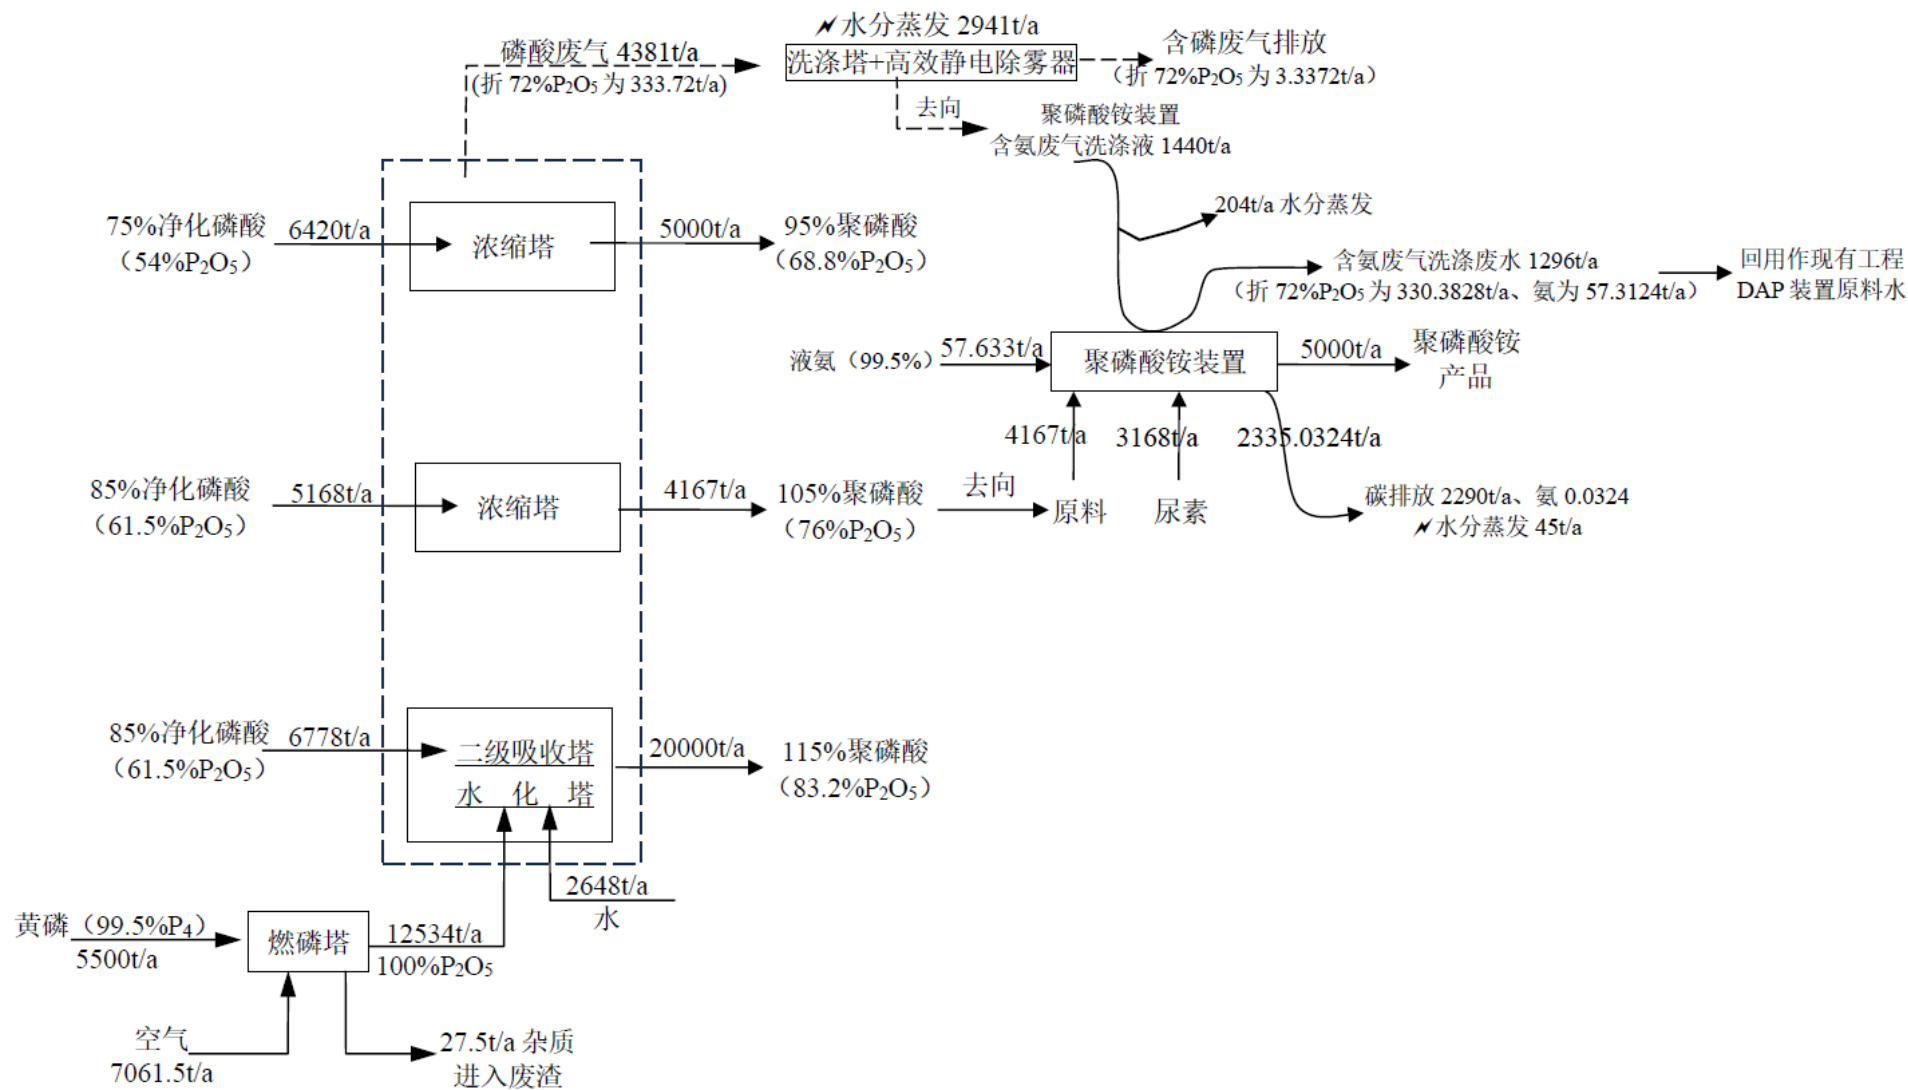 水分蒸发 2941t/a
磷酸废气 4381t/a
(折 72%P₂O₅ 为 333.72t/a)
洗涤塔+高效静电除雾器
含磷废气排放
（折 72%P₂O₅ 为 3.3372t/a）
去向
聚磷酸铵装置
含氨废气洗涤液 1440t/a
204t/a 水分蒸发
75%净化磷酸
（54%P₂O₅）
6420t/a
浓缩塔
5000t/a
95%聚磷酸
（68.8%P₂O₅）
含氨废气洗涤废水 1296t/a
（折 72%P₂O₅ 为 330.3828t/a、氨为 57.3124t/a）
回用作现有工程
DAP 装置原料水
液氨（99.5%）
57.633t/a
聚磷酸铵装置
5000t/a
聚磷酸铵
产品
4167t/a
3168t/a
2335.0324t/a
85%净化磷酸
（61.5%P₂O₅）
5168t/a
浓缩塔
4167t/a
105%聚磷酸
（76%P₂O₅）
去向
原料
尿素
碳排放 2290t/a、氨 0.0324
水分蒸发 45t/a
85%净化磷酸
（61.5%P₂O₅）
6778t/a
二级吸收塔
水 化 塔
20000t/a
115%聚磷酸
（83.2%P₂O₅）
2648t/a
水
黄磷（99.5%P₄）
5500t/a
燃磷塔
12534t/a
100%P₂O₅
空气
7061.5t/a
27.5t/a 杂质
进入废渣